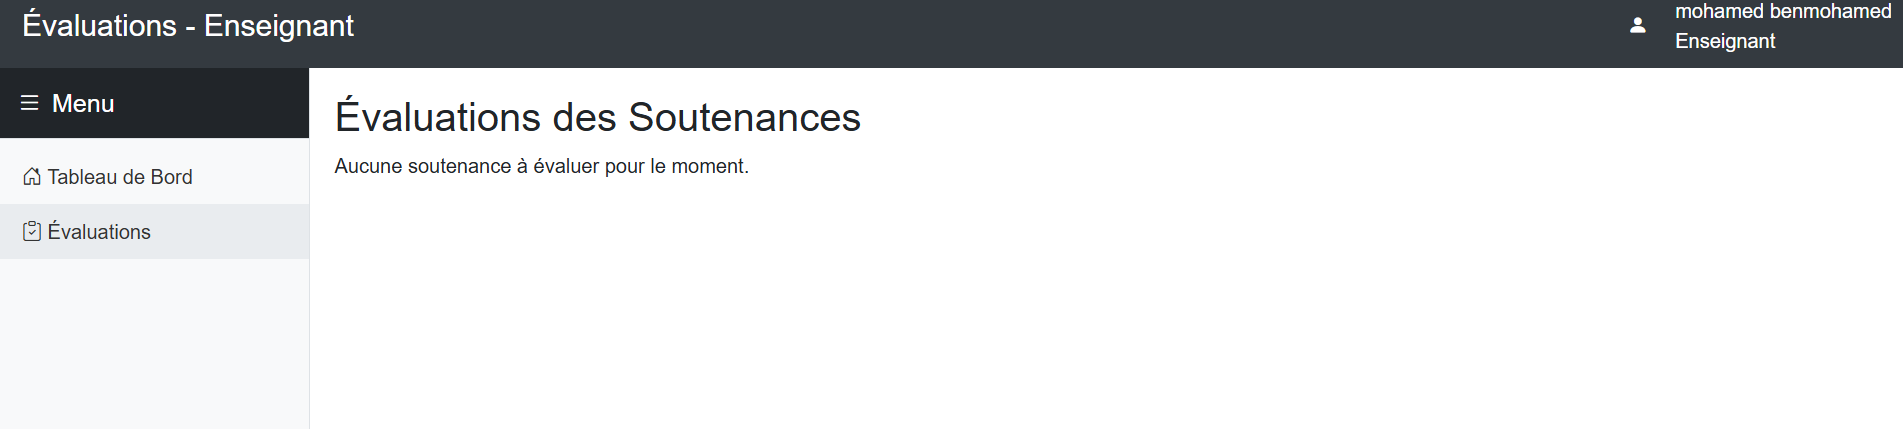 Évaluations - Enseignant
mohamed benmohamed
Enseignant
Menu
Tableau de Bord
Évaluations
Évaluations des Soutenances
Aucune soutenance à évaluer pour le moment.